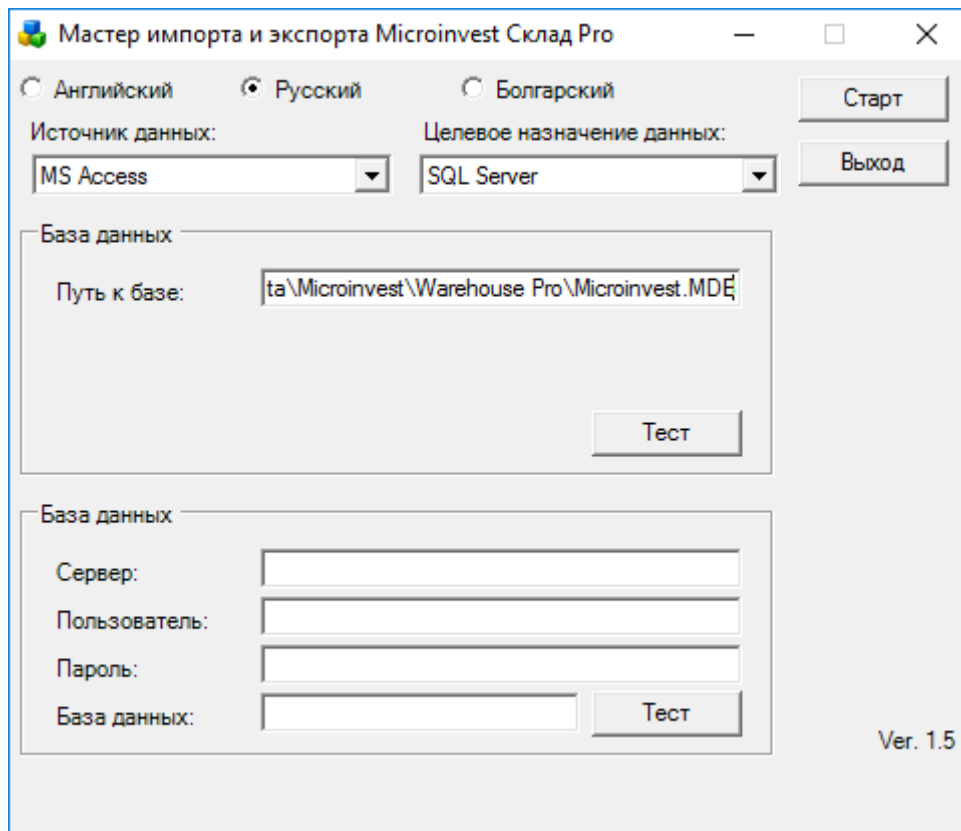 Мастер импорта и экспорта Microinvest Склад Pro
Английский Русский Болгарский
Старт
Источник данных: Целевое назначение данных:
MS Access SQL Server
Выход
База данных
Путь к базе: ta\Microinvest\Warehouse Pro\Microinvest.MDE
Тест
База данных
Сервер:
Пользователь:
Пароль:
База данных: Тест
Ver. 1.5